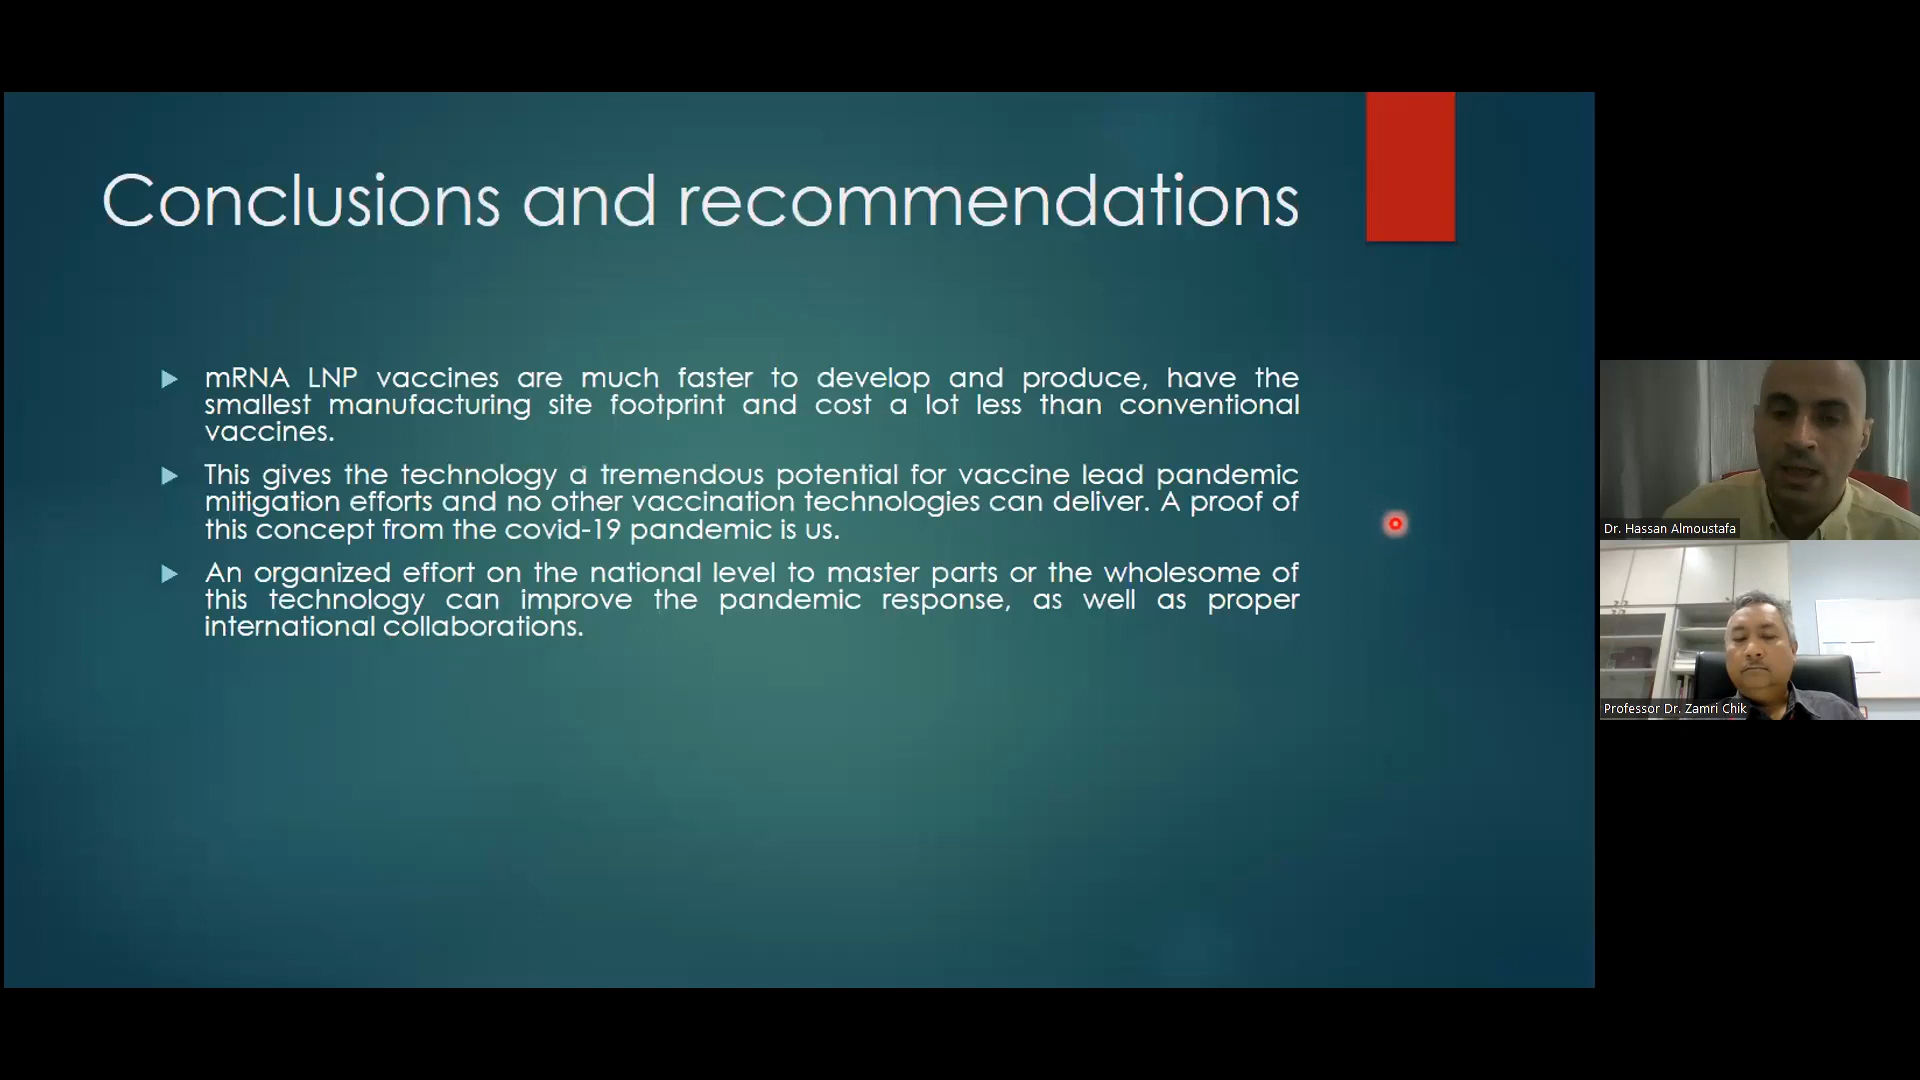 Conclusions and recommendations
mRNA LNP vaccines are much faster to develop and produce, have the
smallest manufacturing site footprint and cost a lot less than conventional
vaccines.
This gives the technology a tremendous potential for vaccine lead pandemic
mitigation efforts and no other vaccination technologies can deliver. A proof of
this concept from the covid-19 pandemic is us.
An organized effort on the national level to master parts or the wholesome of
this technology can improve the pandemic response, as well as proper
international collaborations.
Dr. Hassan Almoustafa
Professor Dr. Zamri Chik